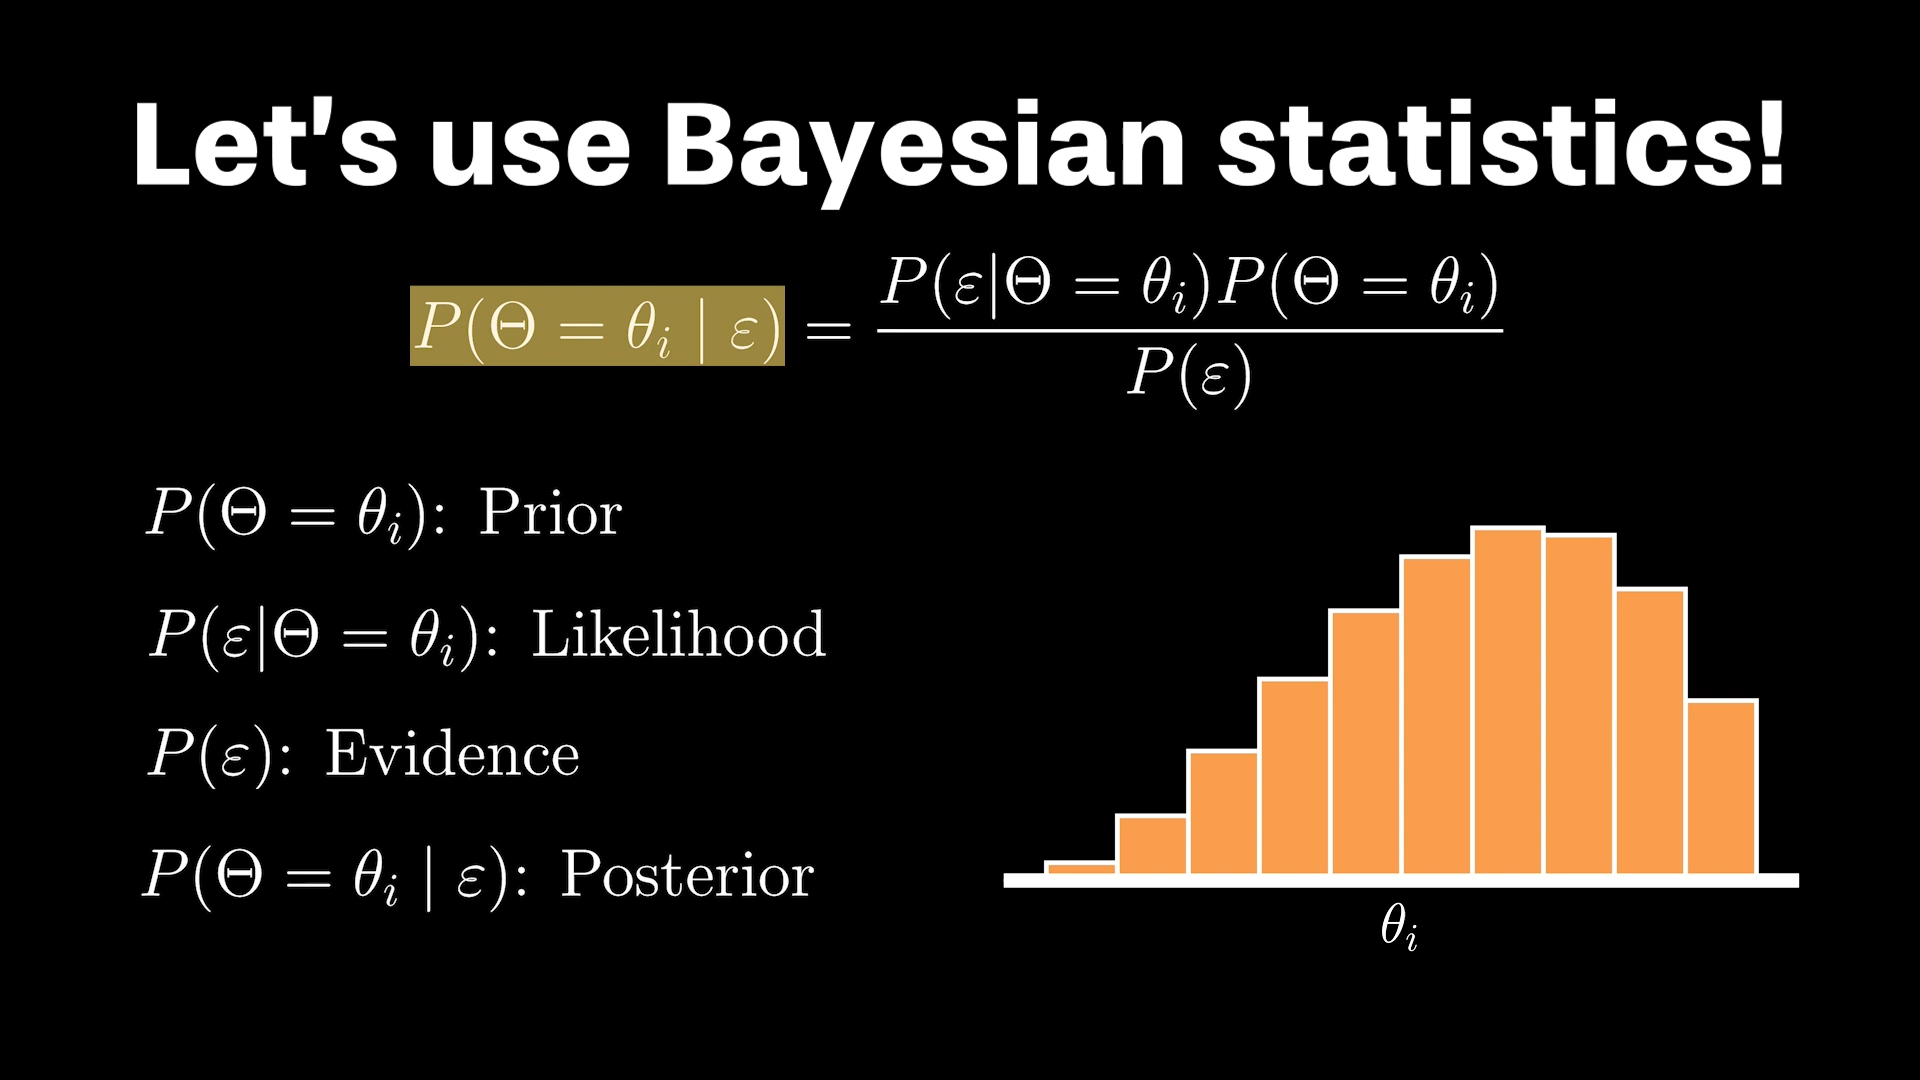 Let's use Bayesian statistics!
P(Θ = θᵢ | ε) = P(ε|Θ = θᵢ)P(Θ = θᵢ) / P(ε)
P(Θ = θᵢ): Prior
P(ε|Θ = θᵢ): Likelihood
P(ε): Evidence
P(Θ = θᵢ | ε): Posterior
θᵢ